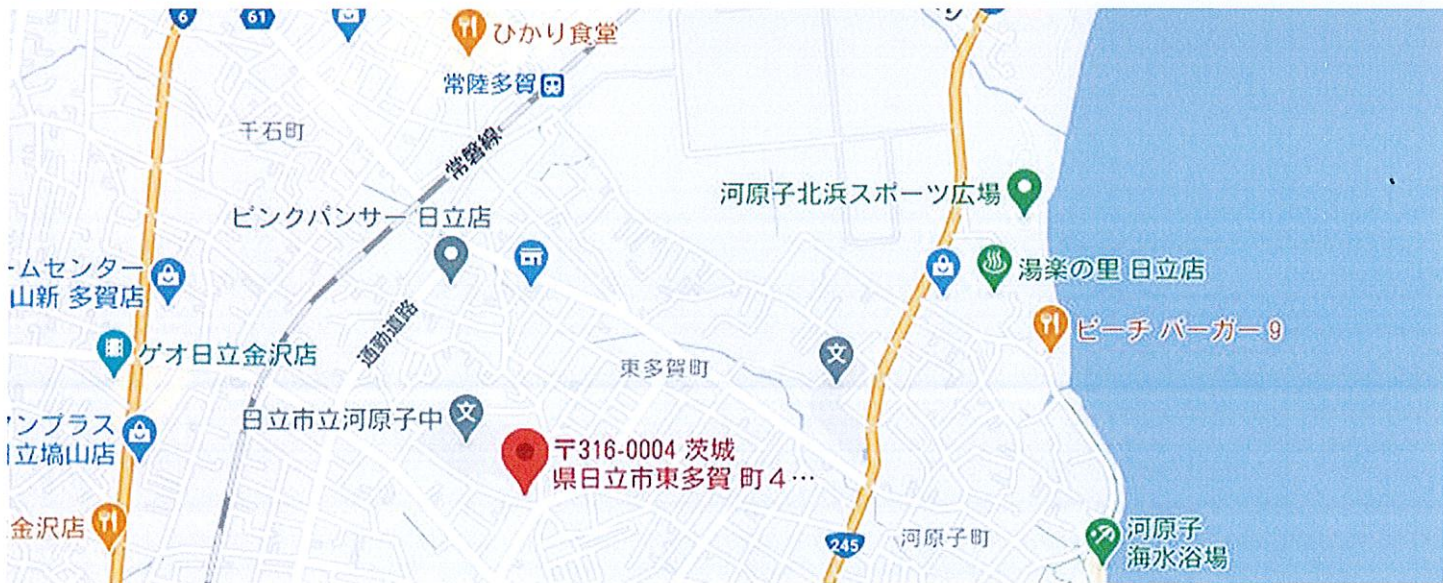 6
61
ひかり食堂
常陸多賀
千石町
常磐線
河原子北浜スポーツ広場
ピンクパンサー 日立店
ームセンター
山新 多賀店
湯楽の里 日立店
ビーチ バーガー 9
通勤道路
ゲオ日立金沢店
東多賀町
文
日立市立河原子中
文
ンプラス
立塙山店
〒316-0004 茨城
県日立市東多賀 町4…
金沢店
245
河原子町
河原子
海水浴場